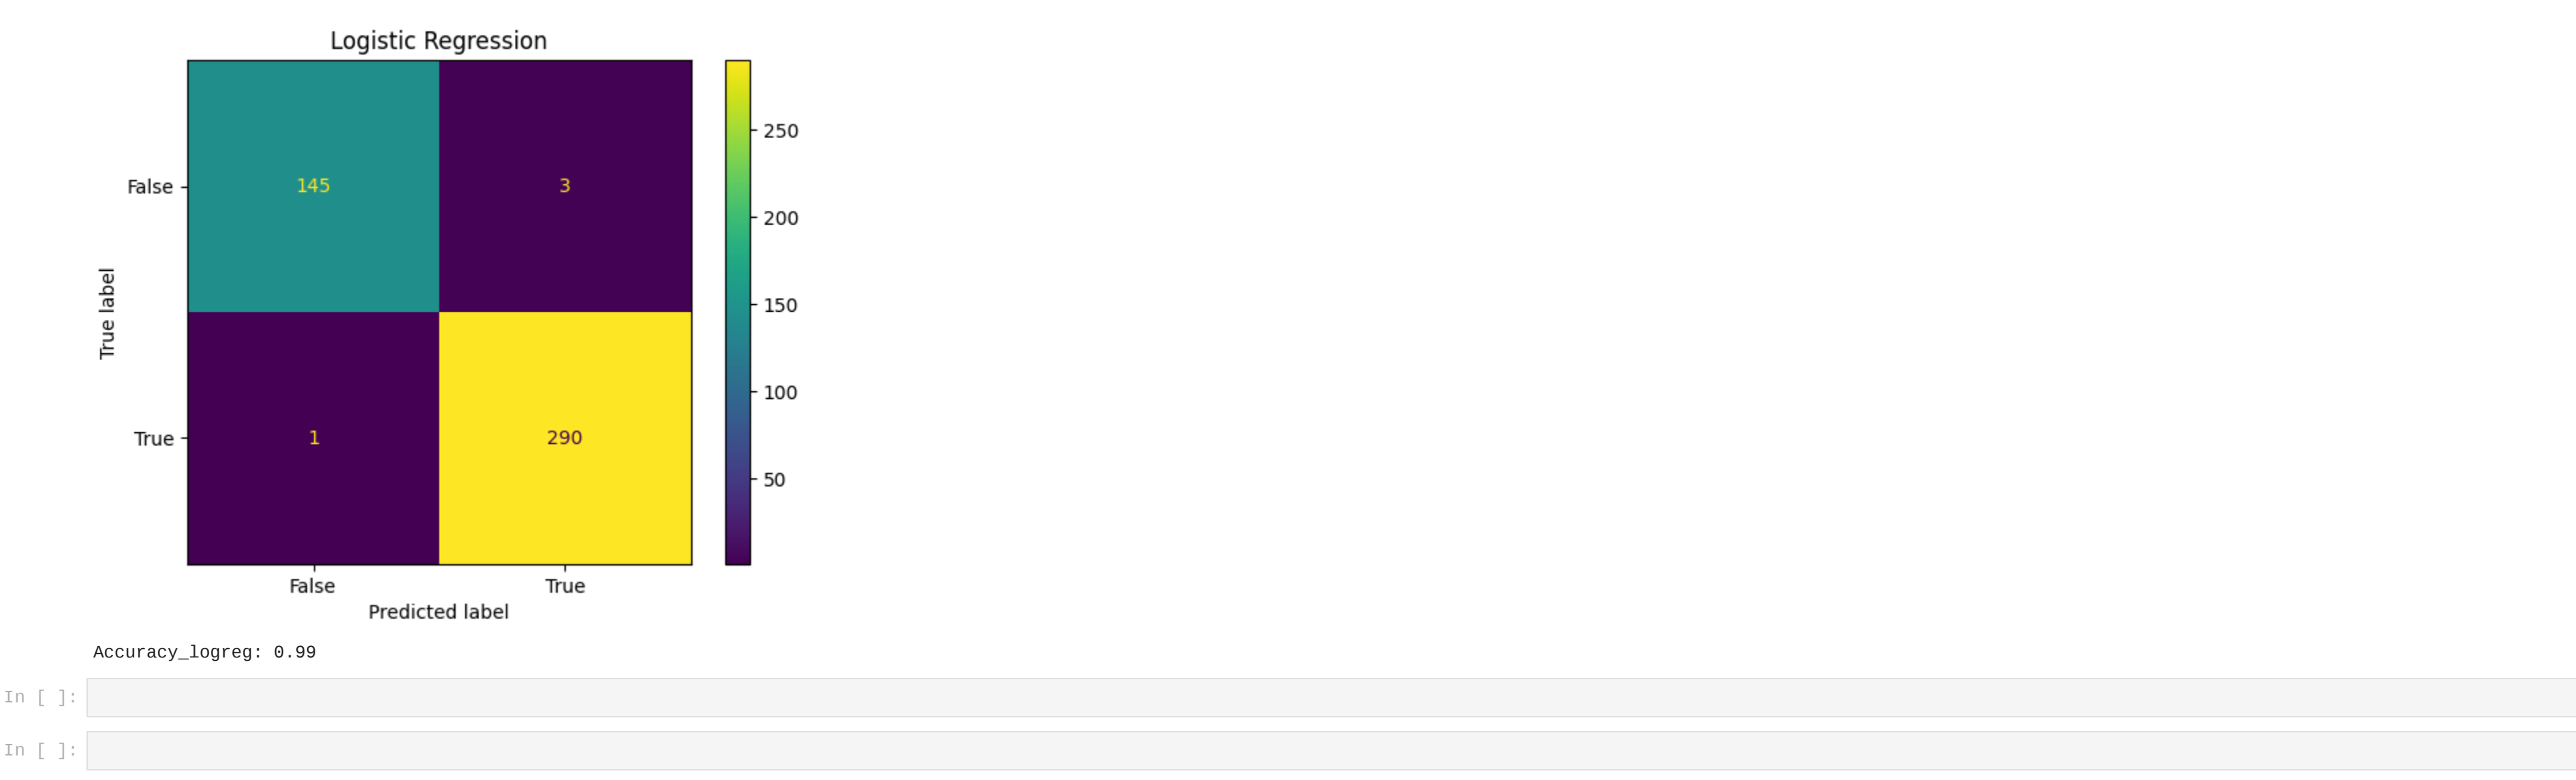 Logistic Regression
250
False
145
3
200
True label
150
100
True
1
290
50
False
True
Predicted label
Accuracy_logreg: 0.99
In [ ]:
In [ ]: